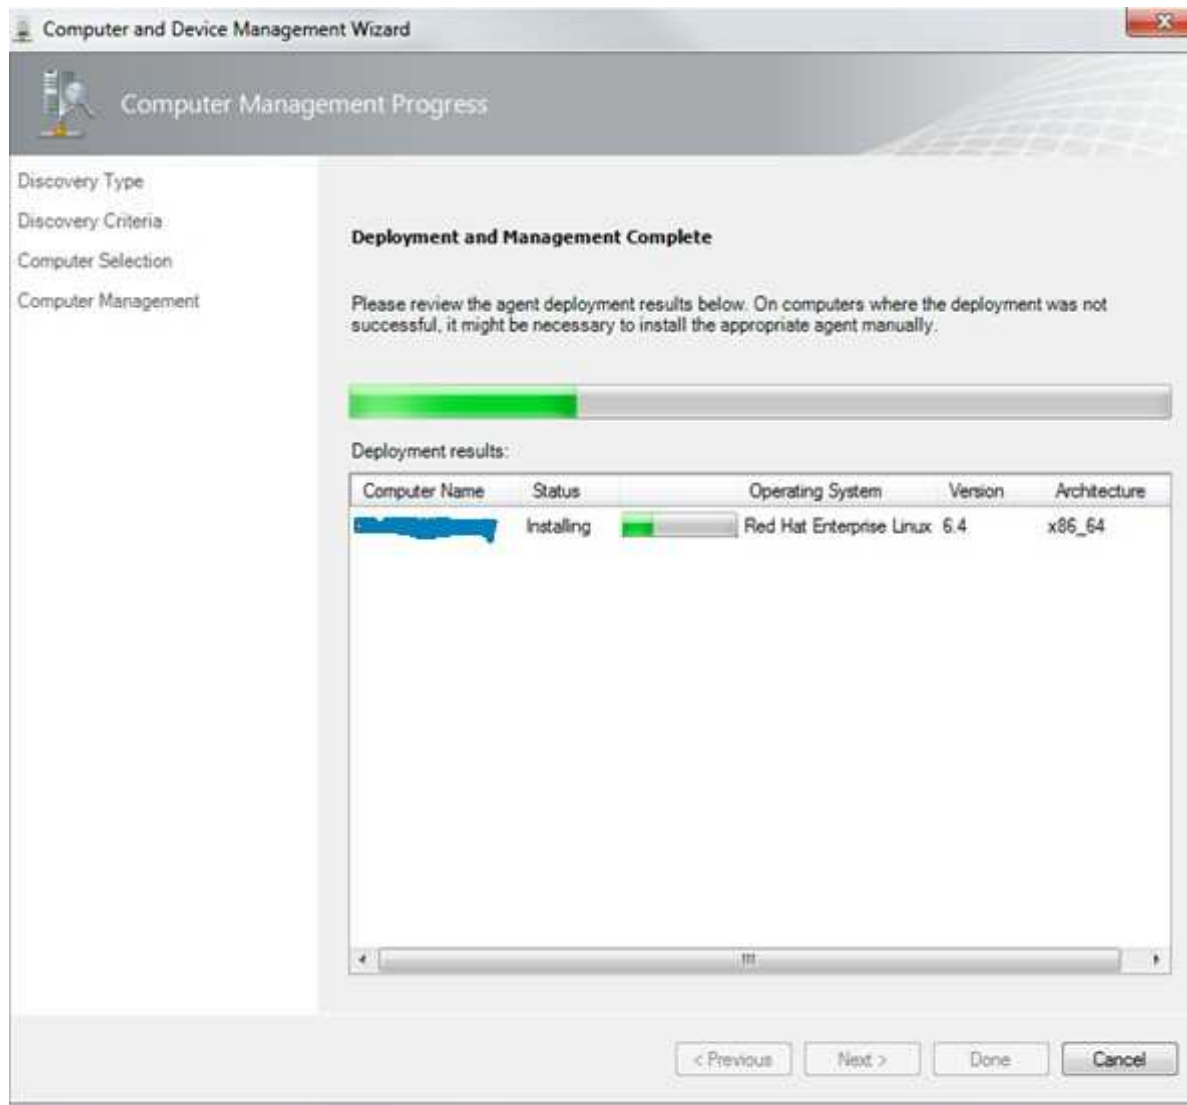 Computer and Device Management Wizard
Computer Management Progress
Discovery Type
Discovery Criteria
Computer Selection
Computer Management
Deployment and Management Complete
Please review the agent deployment results below. On computers where the deployment was not
successful, it might be necessary to install the appropriate agent manually.
Deployment results:
Computer Name Status Operating System Version Architecture
Installing Red Hat Enterprise Linux 6.4 x86_64
< Previous Next > Done Cancel